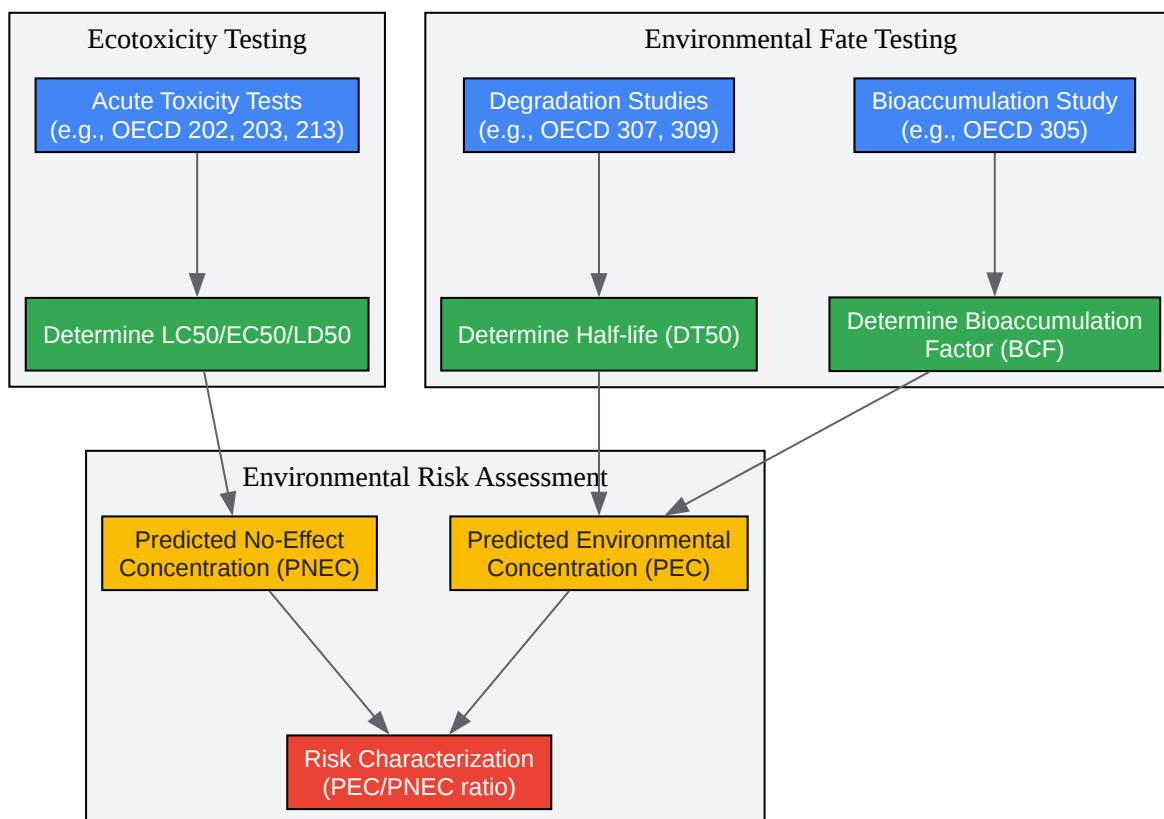 Ecotoxicity Testing
Environmental Fate Testing
Acute Toxicity Tests
(e.g., OECD 202, 203, 213)
Degradation Studies
(e.g., OECD 307, 309)
Bioaccumulation Study
(e.g., OECD 305)
Determine LC50/EC50/LD50
Determine Half-life (DT50)
Determine Bioaccumulation
Factor (BCF)
Environmental Risk Assessment
Predicted No-Effect
Concentration (PNEC)
Predicted Environmental
Concentration (PEC)
Risk Characterization
(PEC/PNEC ratio)